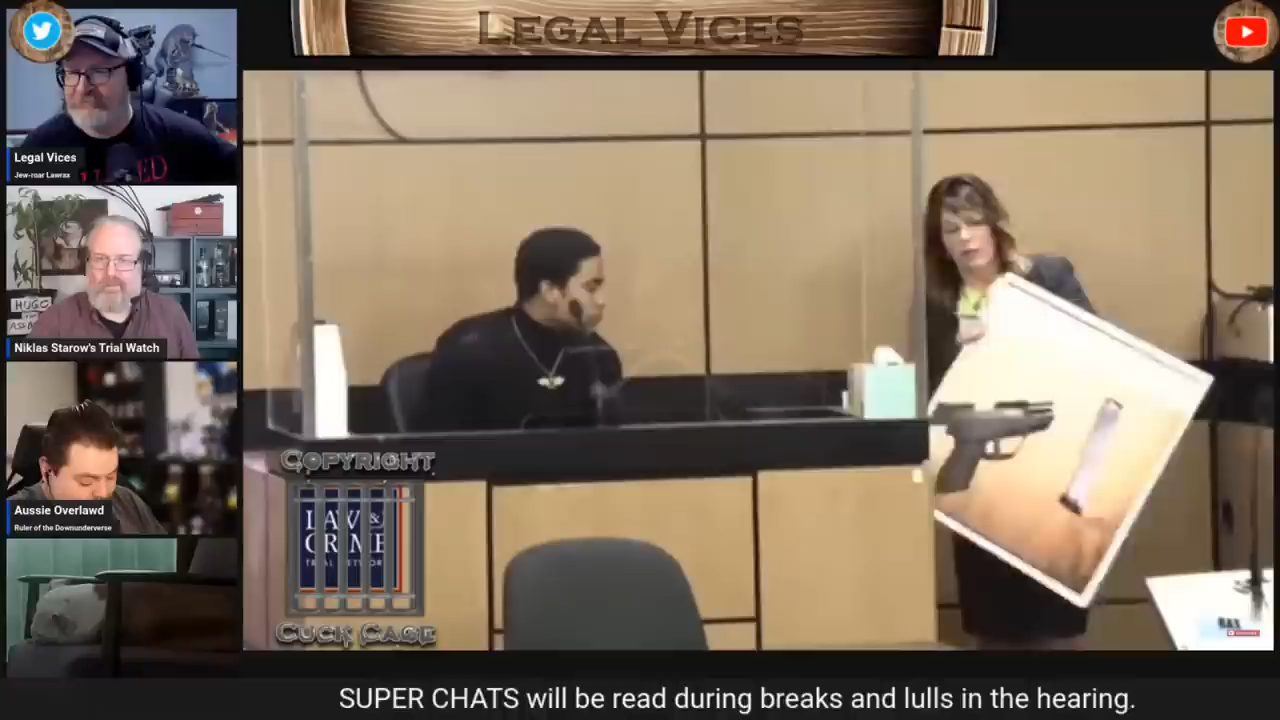 LEGAL VICES
Legal Vices
Jew-roar Lawrax
Niklas Starow's Trial Watch
HUGO
Aussie Overlawd
Ruler of the Downunderverse
COPYRIGHT
LAW &
CRIME
CUCK CAGE
SUPER CHATS will be read during breaks and lulls in the hearing.